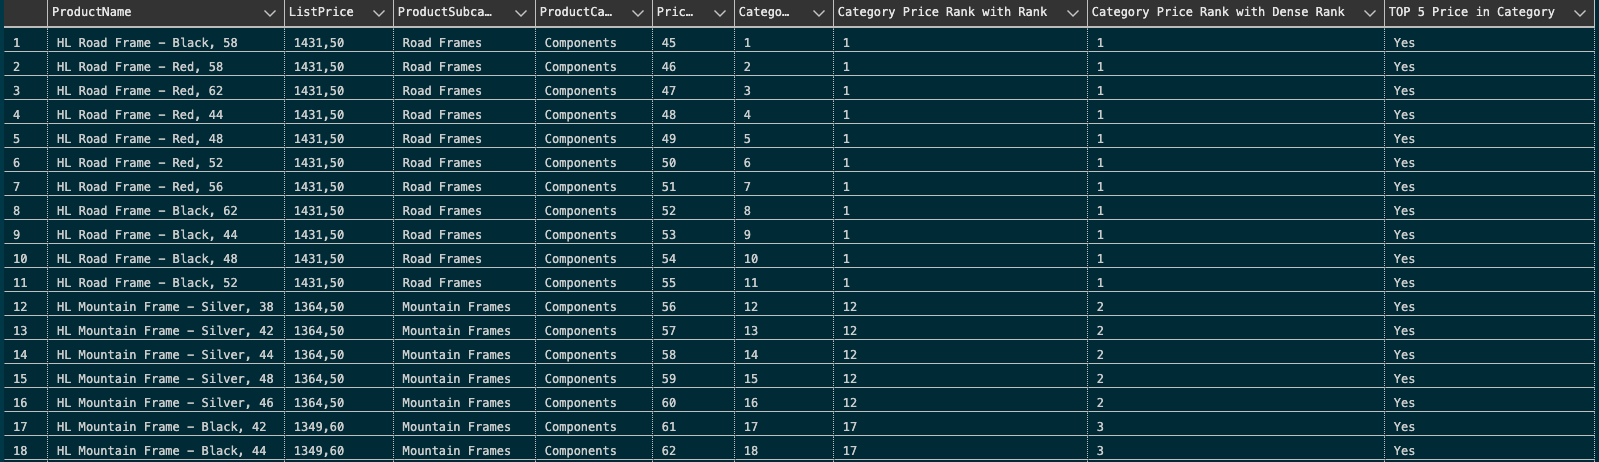 ProductName ListPrice ProductSubca… ProductCa… Pric… Catego… Category Price Rank with Rank Category Price Rank with Dense Rank TOP 5 Price in Category
1 HL Road Frame - Black, 58 1431,50 Road Frames Components 45 1 1 1 Yes
2 HL Road Frame - Red, 58 1431,50 Road Frames Components 46 2 1 1 Yes
3 HL Road Frame - Red, 62 1431,50 Road Frames Components 47 3 1 1 Yes
4 HL Road Frame - Red, 44 1431,50 Road Frames Components 48 4 1 1 Yes
5 HL Road Frame - Red, 48 1431,50 Road Frames Components 49 5 1 1 Yes
6 HL Road Frame - Red, 52 1431,50 Road Frames Components 50 6 1 1 Yes
7 HL Road Frame - Red, 56 1431,50 Road Frames Components 51 7 1 1 Yes
8 HL Road Frame - Black, 62 1431,50 Road Frames Components 52 8 1 1 Yes
9 HL Road Frame - Black, 44 1431,50 Road Frames Components 53 9 1 1 Yes
10 HL Road Frame - Black, 48 1431,50 Road Frames Components 54 10 1 1 Yes
11 HL Road Frame - Black, 52 1431,50 Road Frames Components 55 11 1 1 Yes
12 HL Mountain Frame - Silver, 38 1364,50 Mountain Frames Components 56 12 12 2 Yes
13 HL Mountain Frame - Silver, 42 1364,50 Mountain Frames Components 57 13 12 2 Yes
14 HL Mountain Frame - Silver, 44 1364,50 Mountain Frames Components 58 14 12 2 Yes
15 HL Mountain Frame - Silver, 48 1364,50 Mountain Frames Components 59 15 12 2 Yes
16 HL Mountain Frame - Silver, 46 1364,50 Mountain Frames Components 60 16 12 2 Yes
17 HL Mountain Frame - Black, 42 1349,60 Mountain Frames Components 61 17 17 3 Yes
18 HL Mountain Frame - Black, 44 1349,60 Mountain Frames Components 62 18 17 3 Yes